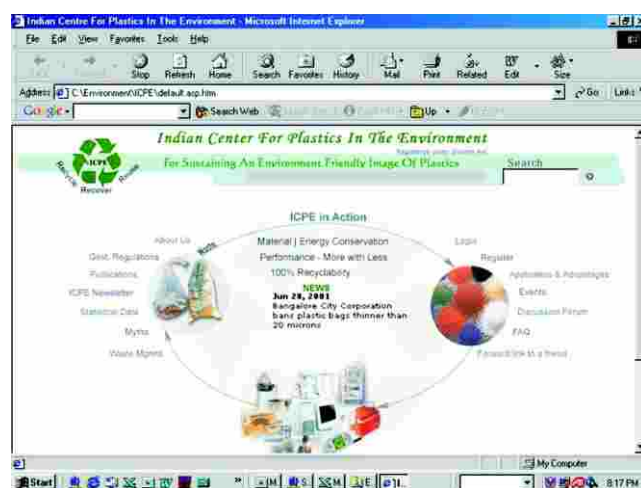 Indian Centre For Plastics In The Environment - Microsoft Internet Explorer
File Edit View Favorites Tools Help
Stop Refresh Home Search Favorites History Mail Print Related Edit Size
Address C:\Environment\ICPE\default.asp.htm Go Links
Google Search Web Up
Indian Center For Plastics In The Environment
For Sustaining An Environment Friendly Image Of Plastics
Search
ICPE
Recycle Recover Reuse
ICPE in Action
Material | Energy Conservation
Performance - More with Less
100% Recyclability
NEWS
Jun 28, 2001
Bangalore City Corporation
bans plastic bags thinner than
20 microns
About Us
Govt. Regulations
Publications
ICPE Newsletter
Statistical Data
Myths
Waste Mgmnt
Login
Register
Application & Advantages
Events
Discussion Forum
FAQ
Forward link to a friend
My Computer
Start
8:17 PM